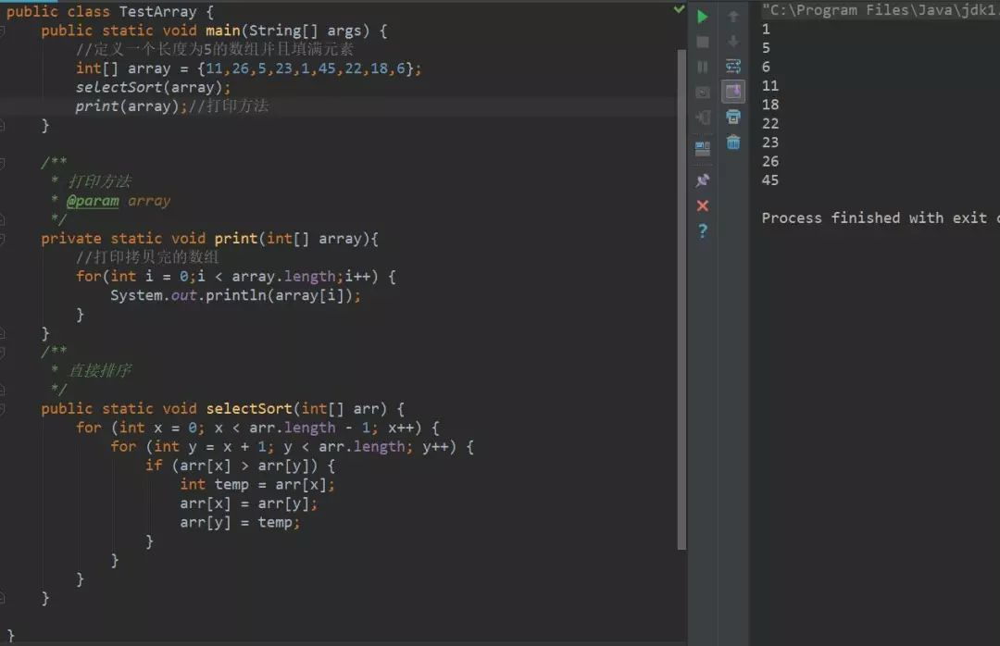 public class TestArray {
public static void main(String[] args) {
//定义一个长度为5的数组并且填满元素
int[] array = {11,26,5,23,1,45,22,18,6};
selectSort(array);
print(array);//打印方法
}
/**
* 打印方法
* @param array
*/
private static void print(int[] array){
//打印拷贝完的数组
for(int i = 0;i < array.length;i++) {
System.out.println(array[i]);
}
}
/**
* 直接排序
*/
public static void selectSort(int[] arr) {
for (int x = 0; x < arr.length - 1; x++) {
for (int y = x + 1; y < arr.length; y++) {
if (arr[x] > arr[y]) {
int temp = arr[x];
arr[x] = arr[y];
arr[y] = temp;
}
}
}
}
}
"C:\Program Files\Java\jdk1
1
5
6
11
18
22
23
26
45
Process finished with exit